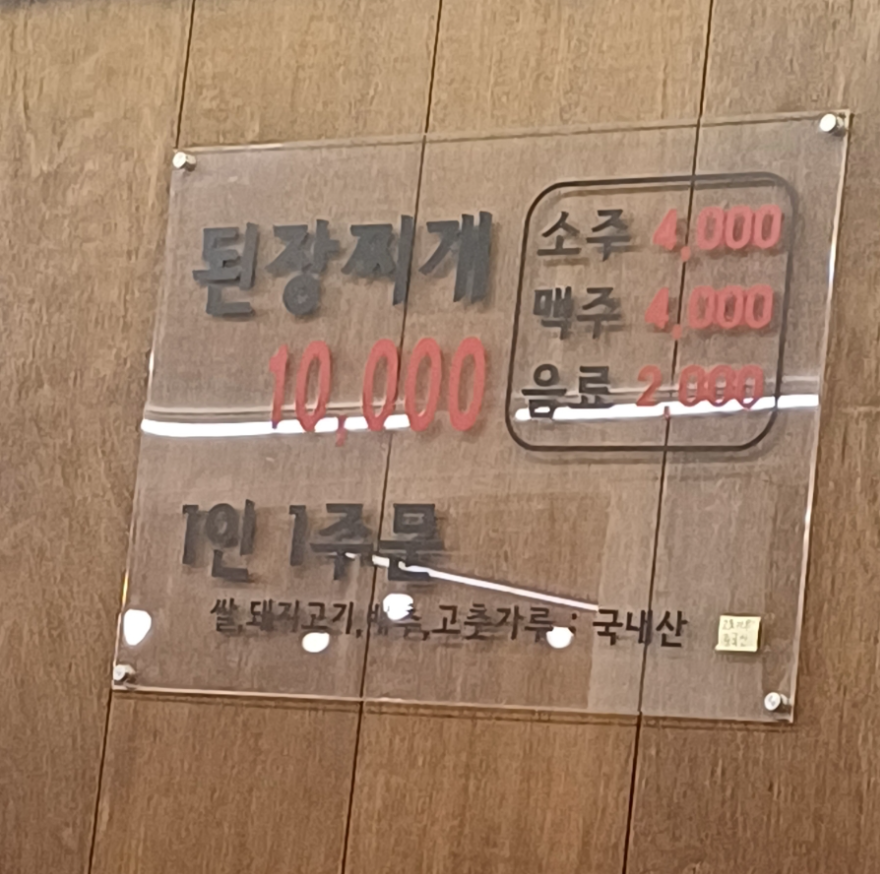 된장찌개
10,000
소주 4,000
맥주 4,000
음료 2,000
1인 1주문
쌀,돼지고기,배추,고춧가루 : 국내산